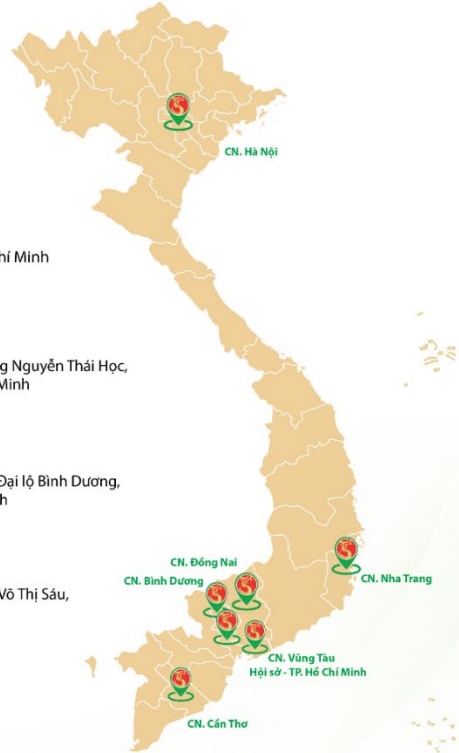 CN. Hà Nội
hí Minh
g Nguyễn Thái Học,
Minh
Đại lộ Bình Dương,
h
Võ Thị Sáu,
CN. Đồng Nai
CN. Bình Dương
CN. Nha Trang
CN. Vũng Tàu
Hội sở - TP. Hồ Chí Minh
CN. Cần Thơ